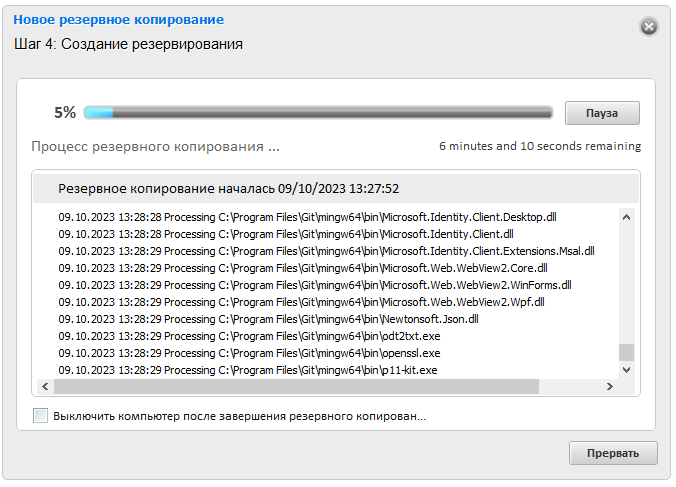 Новое резервное копирование
Шаг 4: Создание резервирования
5%
Пауза
Процесс резервного копирования ...
6 minutes and 10 seconds remaining
Резервное копирование началась 09/10/2023 13:27:52
09.10.2023 13:28:28 Processing C:\Program Files\Git\mingw64\bin\Microsoft.Identity.Client.Desktop.dll
09.10.2023 13:28:28 Processing C:\Program Files\Git\mingw64\bin\Microsoft.Identity.Client.dll
09.10.2023 13:28:29 Processing C:\Program Files\Git\mingw64\bin\Microsoft.Identity.Client.Extensions.Msal.dll
09.10.2023 13:28:29 Processing C:\Program Files\Git\mingw64\bin\Microsoft.Web.WebView2.Core.dll
09.10.2023 13:28:29 Processing C:\Program Files\Git\mingw64\bin\Microsoft.Web.WebView2.WinForms.dll
09.10.2023 13:28:29 Processing C:\Program Files\Git\mingw64\bin\Microsoft.Web.WebView2.Wpf.dll
09.10.2023 13:28:29 Processing C:\Program Files\Git\mingw64\bin\Newtonsoft.Json.dll
09.10.2023 13:28:29 Processing C:\Program Files\Git\mingw64\bin\odt2txt.exe
09.10.2023 13:28:29 Processing C:\Program Files\Git\mingw64\bin\openssl.exe
09.10.2023 13:28:29 Processing C:\Program Files\Git\mingw64\bin\p11-kit.exe
Выключить компьютер после завершения резервного копирован...
Прервать